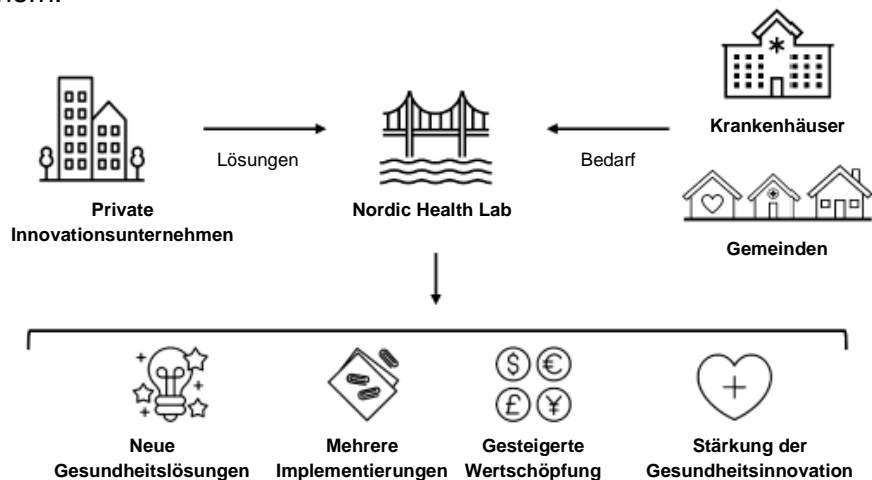 Krankenhäuser
Lösungen
Bedarf
Private
Innovationsunternehmen
Nordic Health Lab
Gemeinden
$ €
£ ¥
Neue
Gesundheitslösungen
Mehrere
Implementierungen
Gesteigerte
Wertschöpfung
Stärkung der
Gesundheitsinnovation